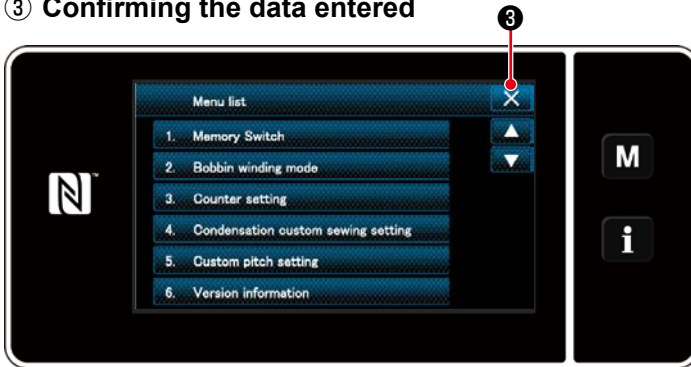 ③ Confirming the data entered
❸
Menu list
1. Memory Switch
2. Bobbin winding mode
3. Counter setting
4. Condensation custom sewing setting
5. Custom pitch setting
6. Version information
M
i